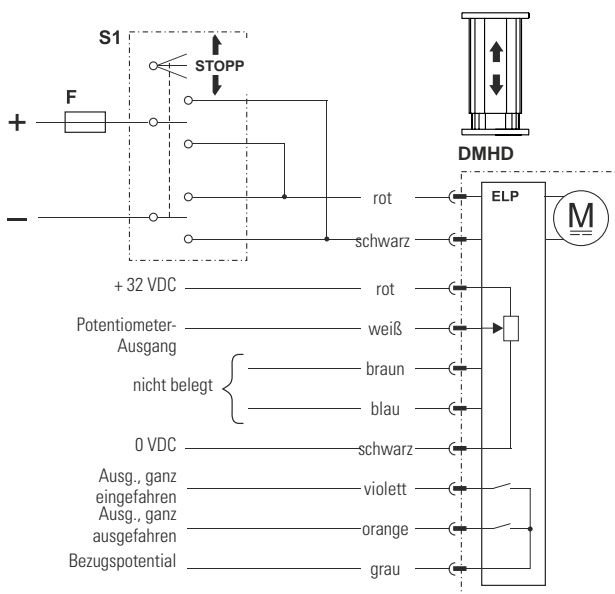 S1
STOPP
F
+
–
DMHD
ELP
M
rot
schwarz
+ 32 VDC
rot
Potentiometer-
Ausgang
weiß
nicht belegt
braun
blau
0 VDC
schwarz
Ausg., ganz
eingefahren
violett
Ausg., ganz
ausgefahren
orange
Bezugspotential
grau